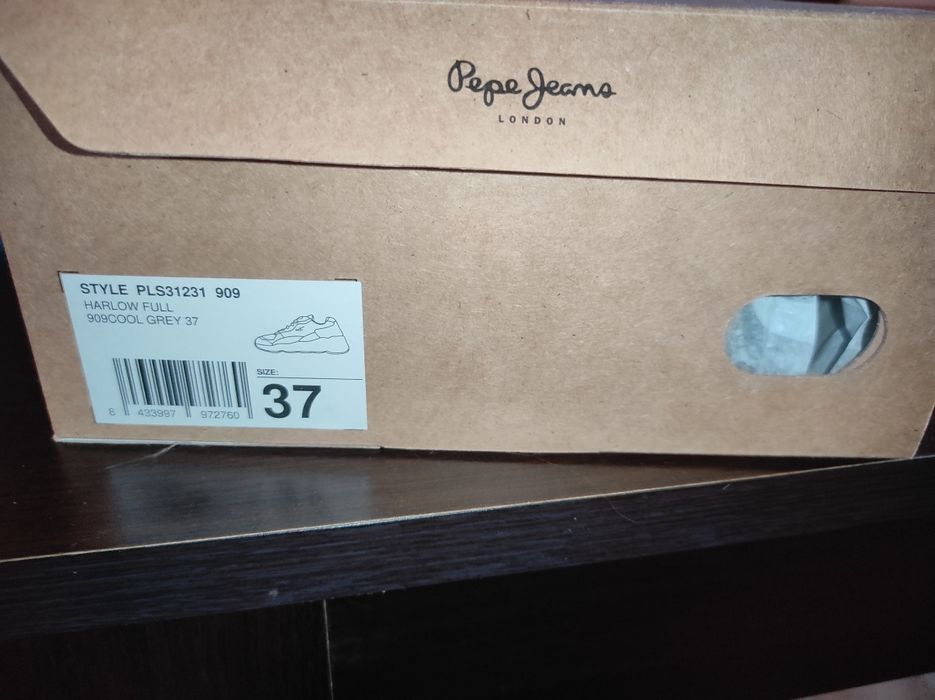 Pepe Jeans
LONDON
STYLE PLS31231 909
HARLOW FULL
909COOL GREY 37
SIZE:
37
8 433997 972760